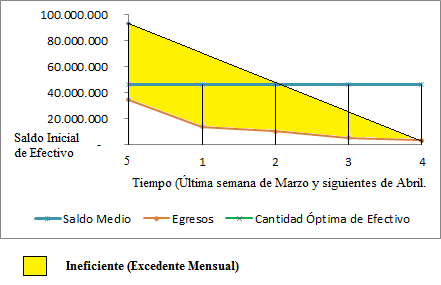 100.000.000
80.000.000
60.000.000
40.000.000
20.000.000
-
Saldo Inicial
de Efectivo
5 1 2 3 4
Tiempo (Última semana de Marzo y siguientes de Abril.
Saldo Medio Egresos Cantidad Óptima de Efectivo
Ineficiente (Excedente Mensual)